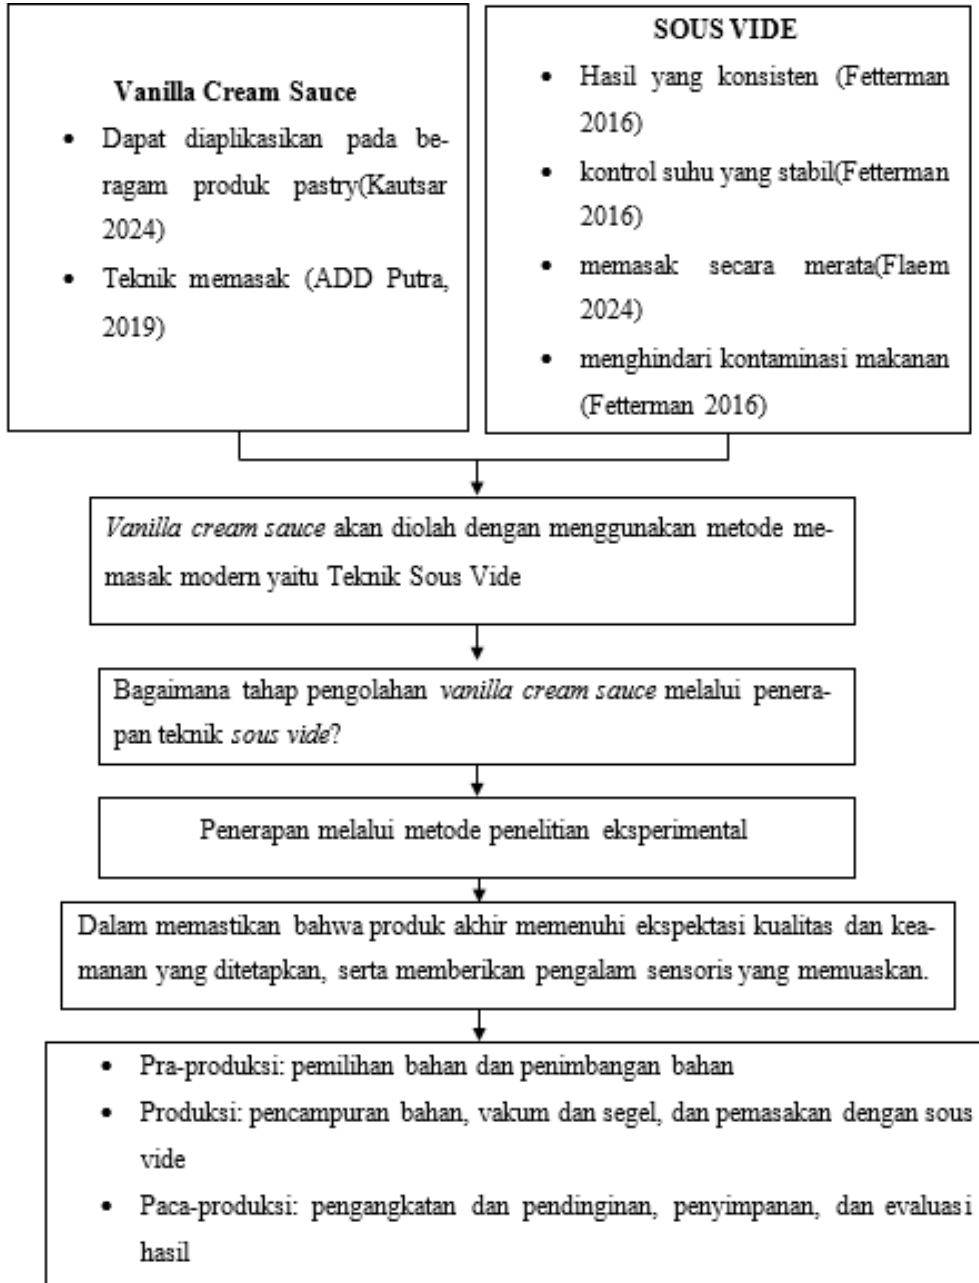 Vanilla Cream Sauce
• Dapat diaplikasikan pada be-
ragam produk pastry(Kautsar
2024)
• Teknik memasak (ADD Putra,
2019)
SOUS VIDE
• Hasil yang konsisten (Fetterman
2016)
• kontrol suhu yang stabil(Fetterman
2016)
• memasak secara merata(Flaem
2024)
• menghindari kontaminasi makanan
(Fetterman 2016)
Vanilla cream sauce akan diolah dengan menggunakan metode me-
masak modern yaitu Teknik Sous Vide
Bagaimana tahap pengolahan vanilla cream sauce melalui penera-
pan teknik sous vide?
Penerapan melalui metode penelitian eksperimental
Dalam memastikan bahwa produk akhir memenuhi ekspektasi kualitas dan kea-
manan yang ditetapkan, serta memberikan pengalam sensoris yang memuaskan.
• Pra-produksi: pemilihan bahan dan penimbangan bahan
• Produksi: pencampuran bahan, vakum dan segel, dan pemasakan dengan sous
vide
• Paca-produksi: pengangkatan dan pendinginan, penyimpanan, dan evaluasi
hasil